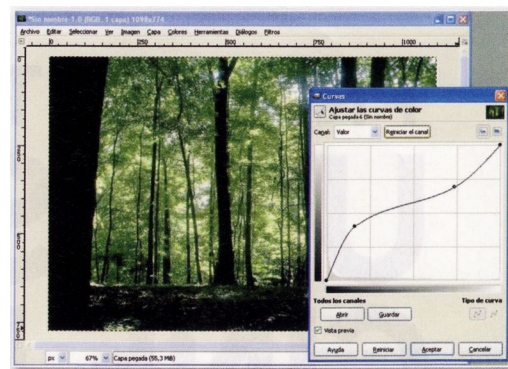 *Sin nombre-1.0 (RGB, 1 capa) 1098x774
Archivo Editar Seleccionar Ver Imagen Capa Colores Herramientas Diálogos Filtros
0 250 500 750 1000
px 67% Capa pegada (55,3 MB)
Curvas
Ajustar las curvas de color
Capa pegada-6 (Sin nombre)
Canal: Valor Reiniciar el canal
Todos los canales Tipo de curva
Abrir Guardar
Vista previa
Ayuda Reiniciar Aceptar Cancelar